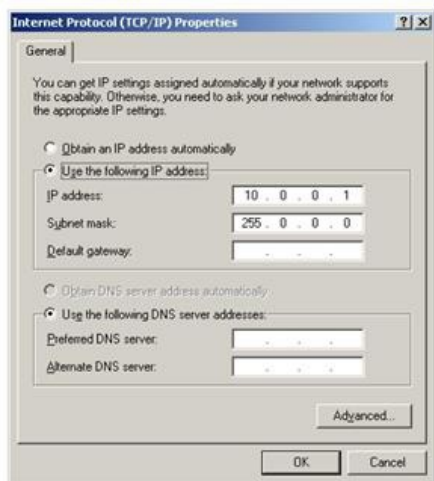 Internet Protocol (TCP/IP) Properties
General
You can get IP settings assigned automatically if your network supports
this capability. Otherwise, you need to ask your network administrator for
the appropriate IP settings.
Obtain an IP address automatically
Use the following IP address:
IP address: 10 . 0 . 0 . 1
Subnet mask: 255 . 0 . 0 . 0
Default gateway: . . .
Obtain DNS server address automatically
Use the following DNS server addresses:
Preferred DNS server: . . .
Alternate DNS server: . . .
Advanced...
OK Cancel